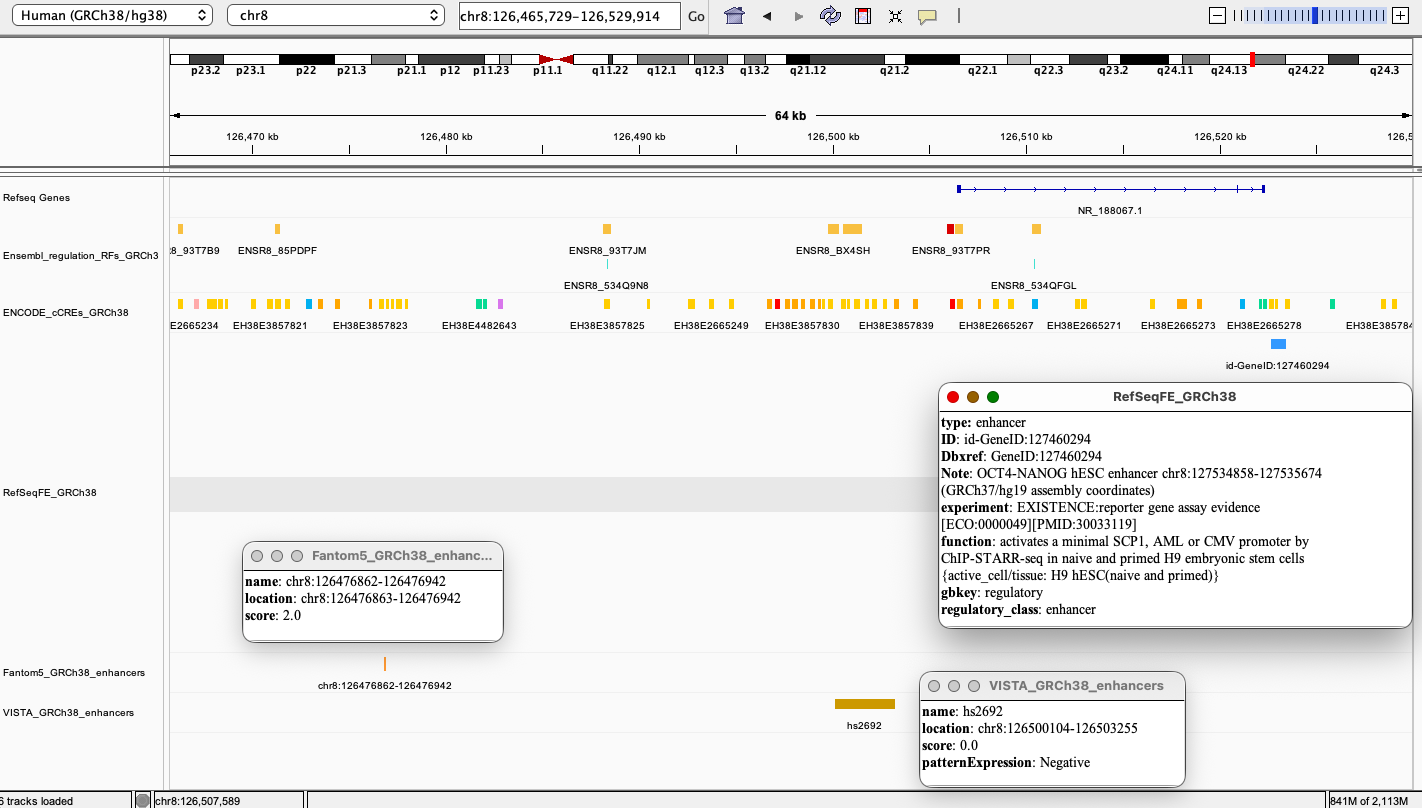 Human (GRCh38/hg38)
chr8
chr8:126,465,729-126,529,914
Go
p23.2 p23.1 p22 p21.3 p21.1 p12 p11.23 p11.1 q11.22 q12.1 q12.3 q13.2 q21.12 q21.2 q22.1 q22.3 q23.2 q24.11 q24.13 q24.22 q24.3
64 kb
126,470 kb 126,480 kb 126,490 kb 126,500 kb 126,510 kb 126,520 kb 126,5
Refseq Genes
NR_188067.1
Ensembl_regulation_RFs_GRCh3
8_93T7B9 ENSR8_85PDPF ENSR8_93T7JM ENSR8_BX4SH ENSR8_93T7PR
ENSR8_534Q9N8 ENSR8_534QFGL
ENCODE_cCREs_GRCh38
E2665234 EH38E3857821 EH38E3857823 EH38E4482643 EH38E3857825 EH38E2665249 EH38E3857830 EH38E3857839 EH38E2665267 EH38E2665271 EH38E2665273 EH38E2665278 EH38E385784
id-GeneID:127460294
RefSeqFE_GRCh38
RefSeqFE_GRCh38
type: enhancer
ID: id-GeneID:127460294
Dbxref: GeneID:127460294
Note: OCT4-NANOG hESC enhancer chr8:127534858-127535674
(GRCh37/hg19 assembly coordinates)
experiment: EXISTENCE:reporter gene assay evidence
[ECO:0000049][PMID:30033119]
function: activates a minimal SCP1, AML or CMV promoter by
ChIP-STARR-seq in naive and primed H9 embryonic stem cells
{active_cell/tissue: H9 hESC(naive and primed)}
gbkey: regulatory
regulatory_class: enhancer
Fantom5_GRCh38_enhanc...
name: chr8:126476862-126476942
location: chr8:126476863-126476942
score: 2.0
Fantom5_GRCh38_enhancers
chr8:126476862-126476942
VISTA_GRCh38_enhancers
hs2692
VISTA_GRCh38_enhancers
name: hs2692
location: chr8:126500104-126503255
score: 0.0
patternExpression: Negative
6 tracks loaded
chr8:126,507,589
841M of 2,113M